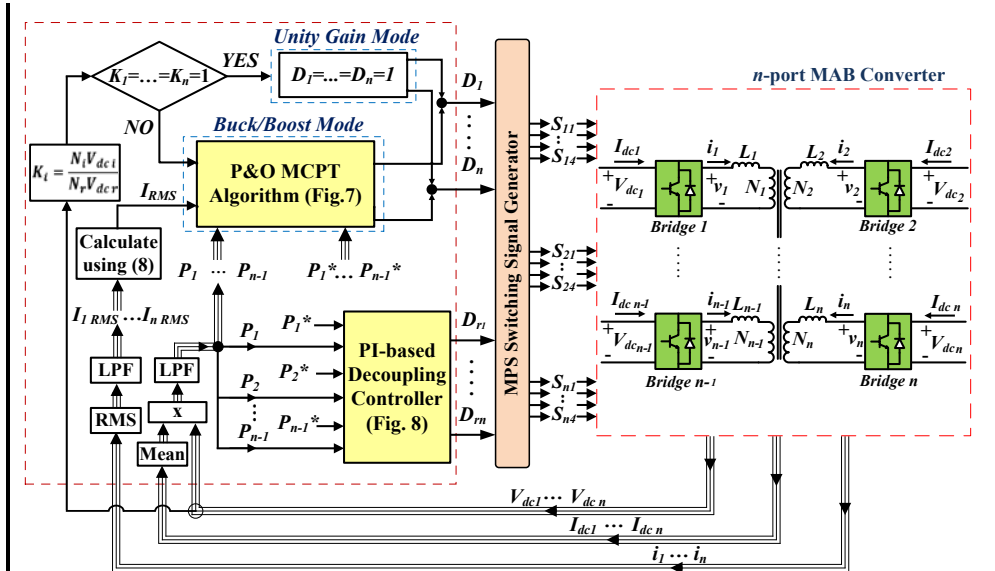 Unity Gain Mode
K1=...=Kn=1
YES
D1=...=Dn=1
NO
Buck/Boost Mode
Ki = NiVdci / NrVdcr
P&O MCPT
Algorithm (Fig.7)
IRMS
Calculate
using (8)
P1 ... Pn-1
P1* ... Pn-1*
I1 RMS ... In RMS
LPF
LPF
RMS
x
Mean
P1
P1*
P2*
P2
Pn-1*
Pn-1
PI-based
Decoupling
Controller
(Fig. 8)
D1
Dn
Dr1
Drn
MPS Switching Signal Generator
S11
S14
S21
S24
Sn1
Sn4
n-port MAB Converter
Idc1
i1
L1
L2
i2
Idc2
+
Vdc1
-
+
v1
-
N1
N2
+
v2
-
+
Vdc2
-
Bridge 1
Bridge 2
Idc n-1
in-1
Ln-1
Ln
in
Idc n
+
Vdcn-1
-
+
vn-1
-
Nn-1
Nn
+
vn
-
+
Vdcn
-
Bridge n-1
Bridge n
Vdc1 ... Vdc n
Idc1 ... Idc n
i1 ... in